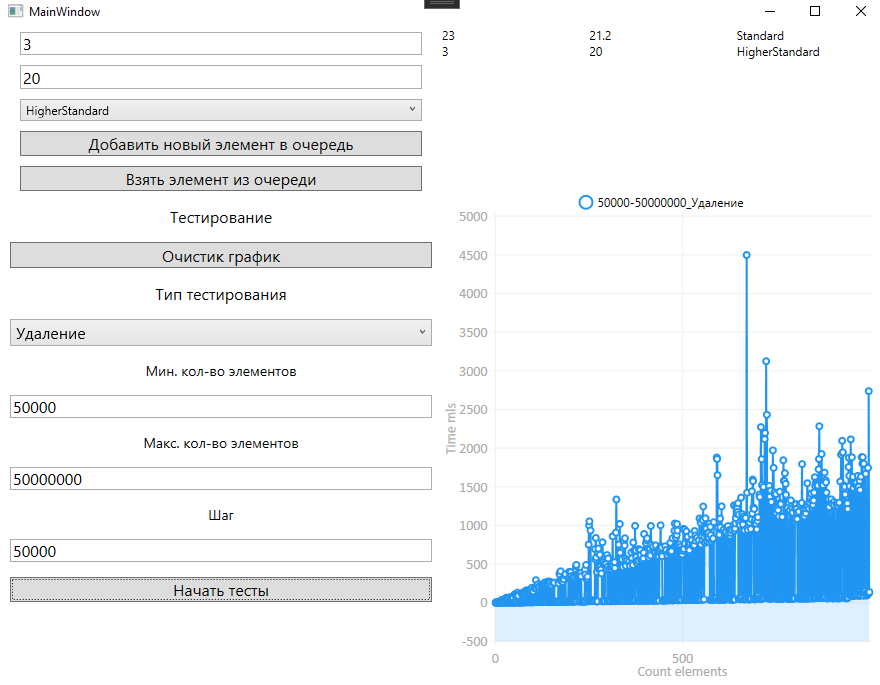 MainWindow
3
20
HigherStandard
Добавить новый элемент в очередь
Взять элемент из очереди
Тестирование
Очистик график
Тип тестирования
Удаление
Мин. кол-во элементов
50000
Макс. кол-во элементов
50000000
Шаг
50000
Начать тесты
23 21.2 Standard
3 20 HigherStandard
50000-50000000_Удаление
5000
4500
4000
3500
3000
2500
2000
1500
1000
500
0
-500
Time mls
0 500
Count elements